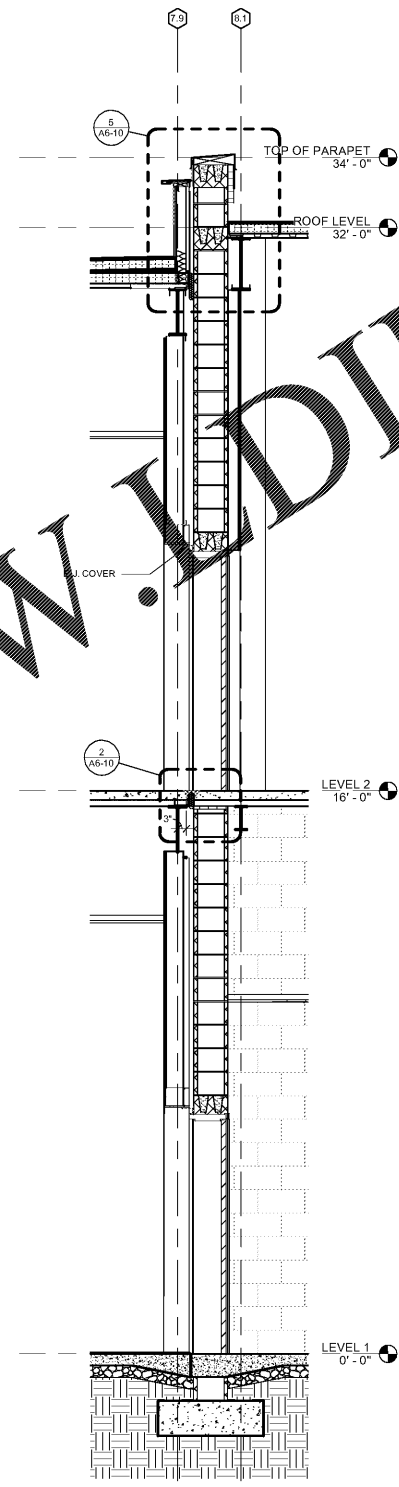 7.9
8.1
5
A6-10
TOP OF PARAPET
34' - 0"
ROOF LEVEL
32' - 0"
W.LDI
COVER
2
A6-10
LEVEL 2
16' - 0"
3"
LEVEL 1
0' - 0"